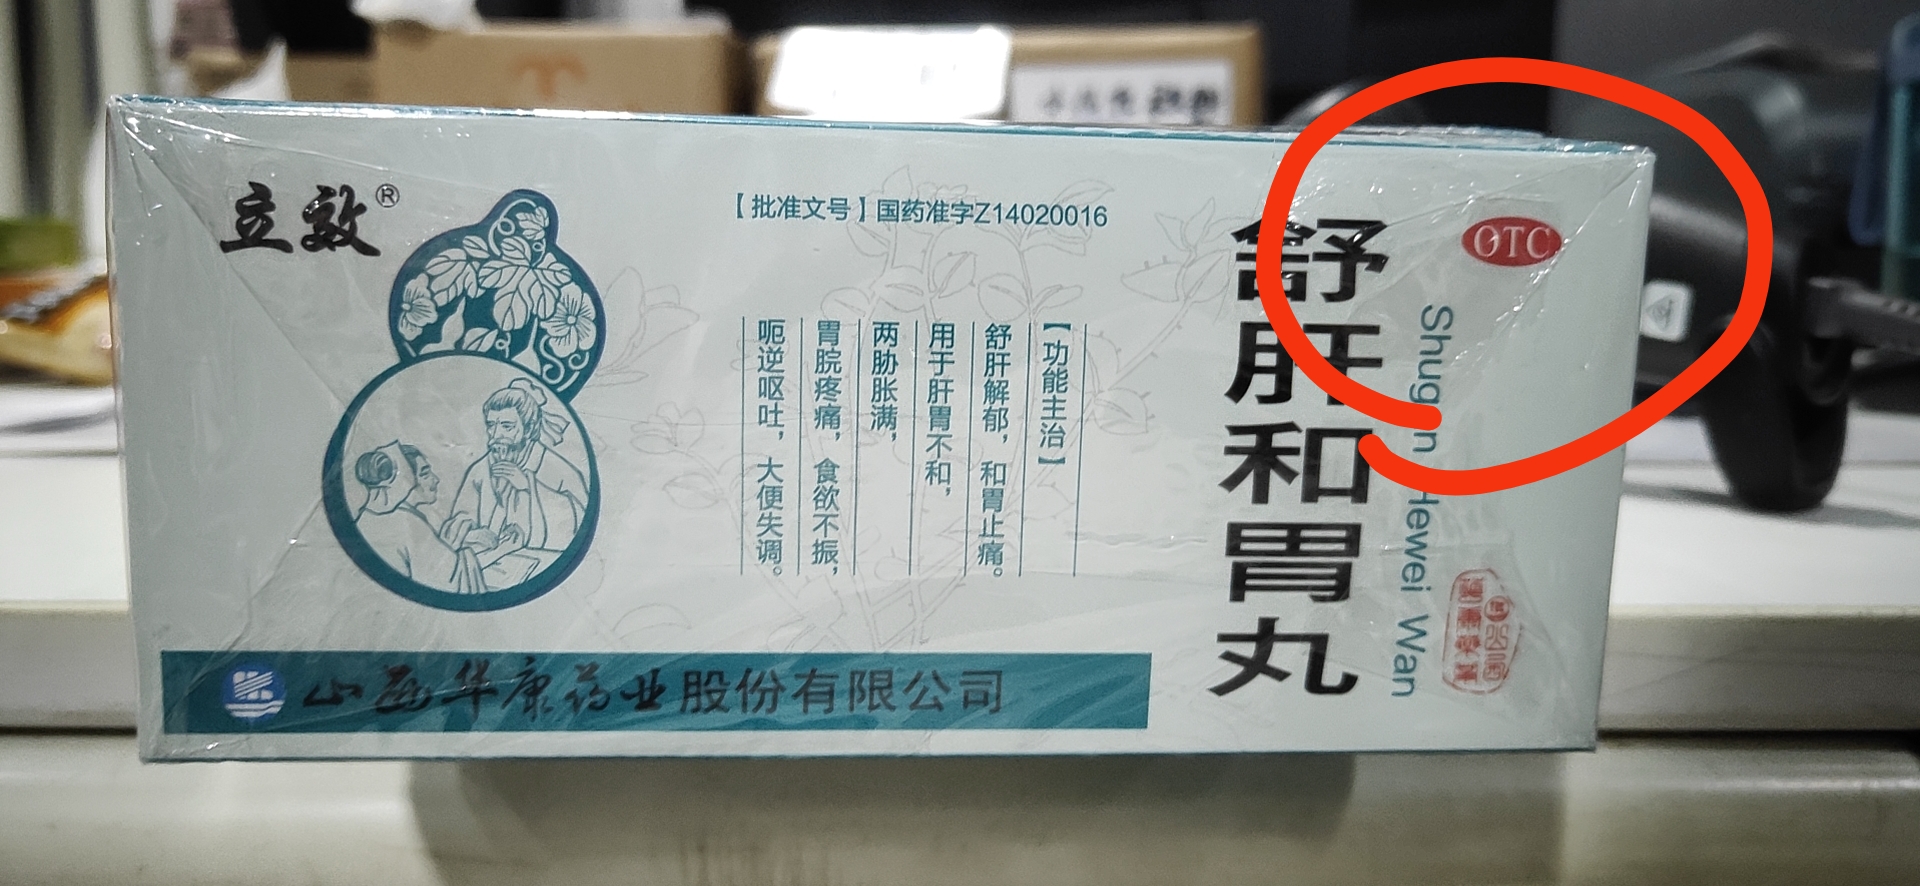 立效®
【批准文号】国药准字Z14020016
OTC
舒肝和胃丸
Shugan Hewei Wan
【功能主治】
舒肝解郁，和胃止痛。
用于肝胃不和，
两胁胀满，
胃脘疼痛，食欲不振，
呃逆呕吐，大便失调。
山西华康药业股份有限公司